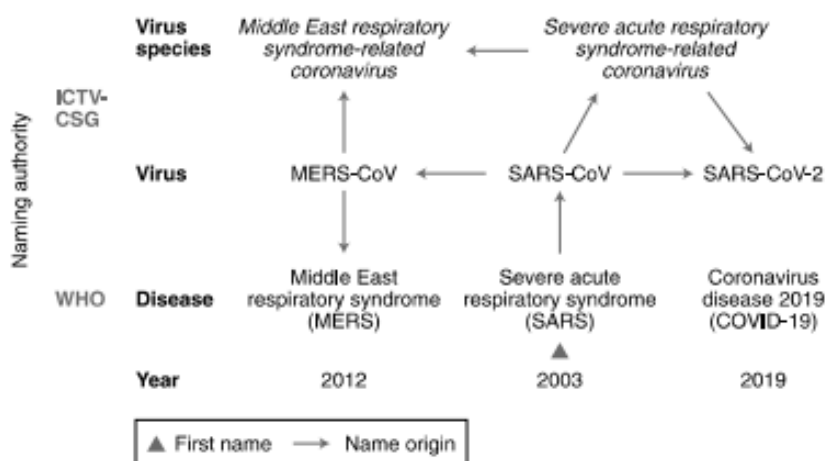 Naming authority
ICTV-
CSG
WHO
Virus
species
Middle East respiratory
syndrome-related
coronavirus
Severe acute respiratory
syndrome-related
coronavirus
Virus
MERS-CoV
SARS-CoV
SARS-CoV-2
Disease
Middle East
respiratory syndrome
(MERS)
Severe acute
respiratory syndrome
(SARS)
Coronavirus
disease 2019
(COVID-19)
Year
2012
2003
2019
First name
Name origin